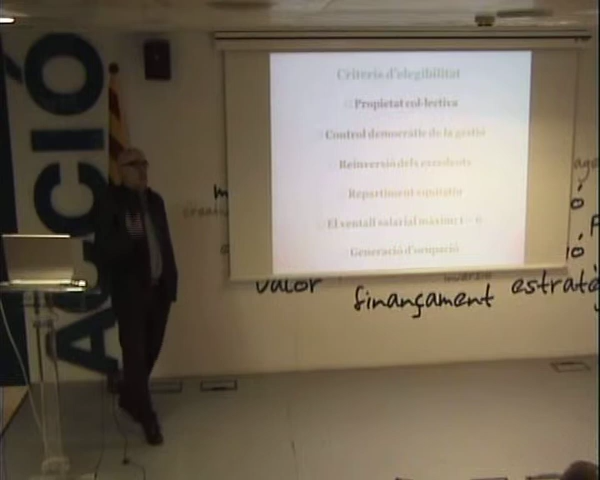 ACCIÓ
Criteris d'elegibilitat
Propietat col·lectiva
Control democràtic de la gestió
Reinversió dels excedents
Repartiment equitatiu
El ventall salarial màxim 1 – 6
Generació d'ocupació
valor
finançament